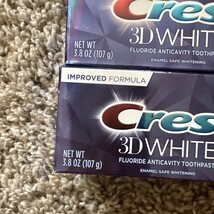 Cres
3D WHITE
NET WT
3.8 OZ (107 g)
FLUORIDE ANTICAVITY TOOTHP
ENAMEL SAFE WHITENING
IMPROVED FORMULA
Cres
3D WHITE
NET WT
3.8 OZ (107 g)
FLUORIDE ANTICAVITY TOOTHPAST
ENAMEL SAFE WHITENING